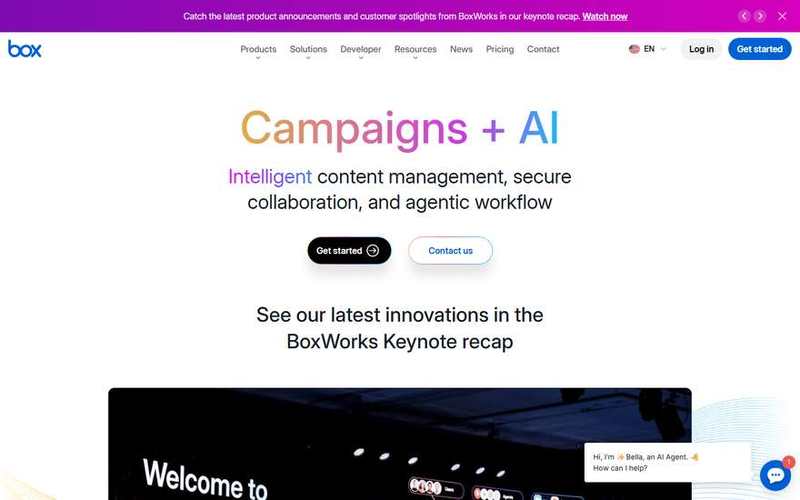 Catch the latest product announcements and customer spotlights from BoxWorks in our keynote recap. Watch now
box
Products
Solutions
Developer
Resources
News
Pricing
Contact
EN
Log in
Get started
Campaigns + AI
Intelligent content management, secure
collaboration, and agentic workflow
Get started
Contact us
See our latest innovations in the
BoxWorks Keynote recap
Welcome to
Hi, I'm ✨Bella, an AI Agent. 👋
How can I help?
1